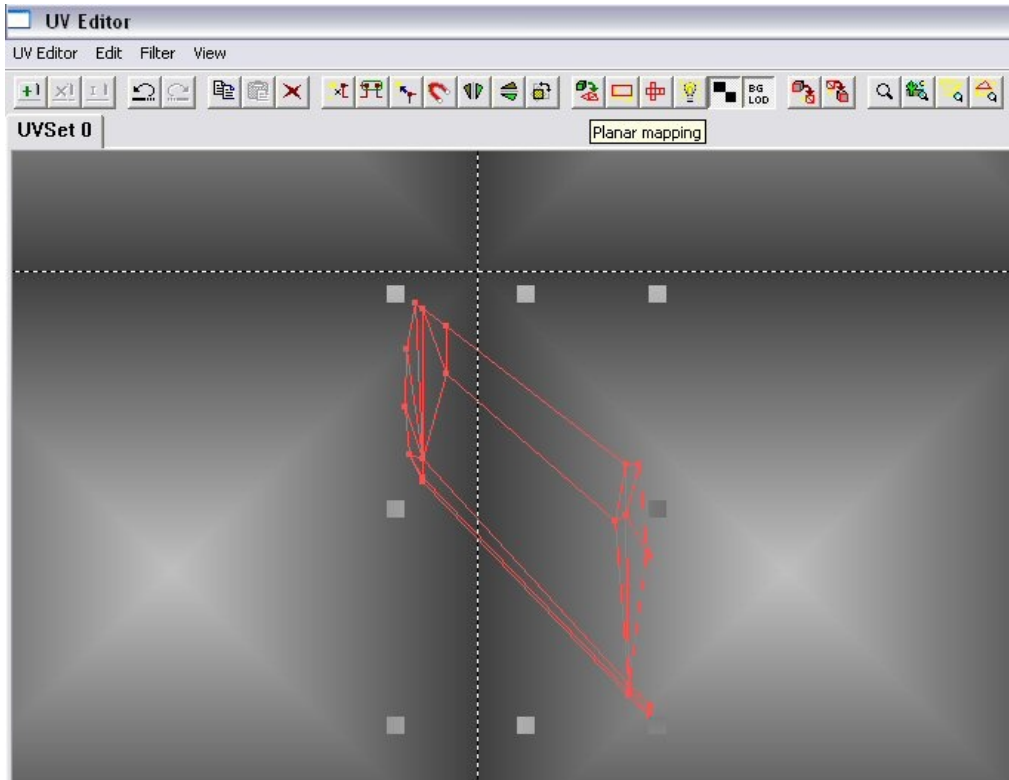 UV Editor
UV Editor Edit Filter View
BG
LOD
UVSet 0
Planar mapping